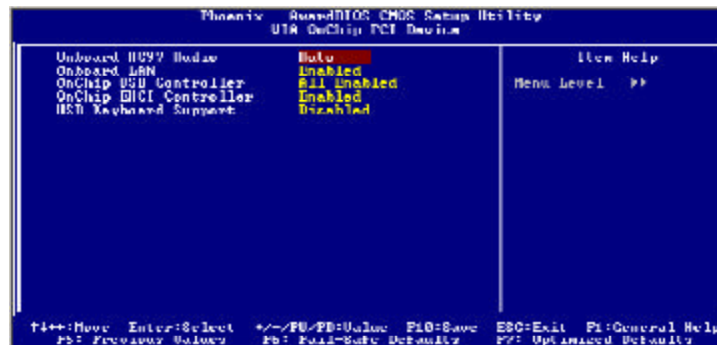 Phoenix - AwardBIOS CMOS Setup Utility
VIA OnChip PCI Device
Onboard AC97 Audio Auto
Onboard LAN Enabled
OnChip USB Controller All Enabled
OnChip EHCI Controller Enabled
USB Keyboard Support Disabled
Item Help
Menu Level ►►
↑↓→←:Move Enter:Select +/-/PU/PD:Value F10:Save ESC:Exit F1:General Help
F5: Previous Values F6: Fail-Safe Defaults F7: Optimized Defaults